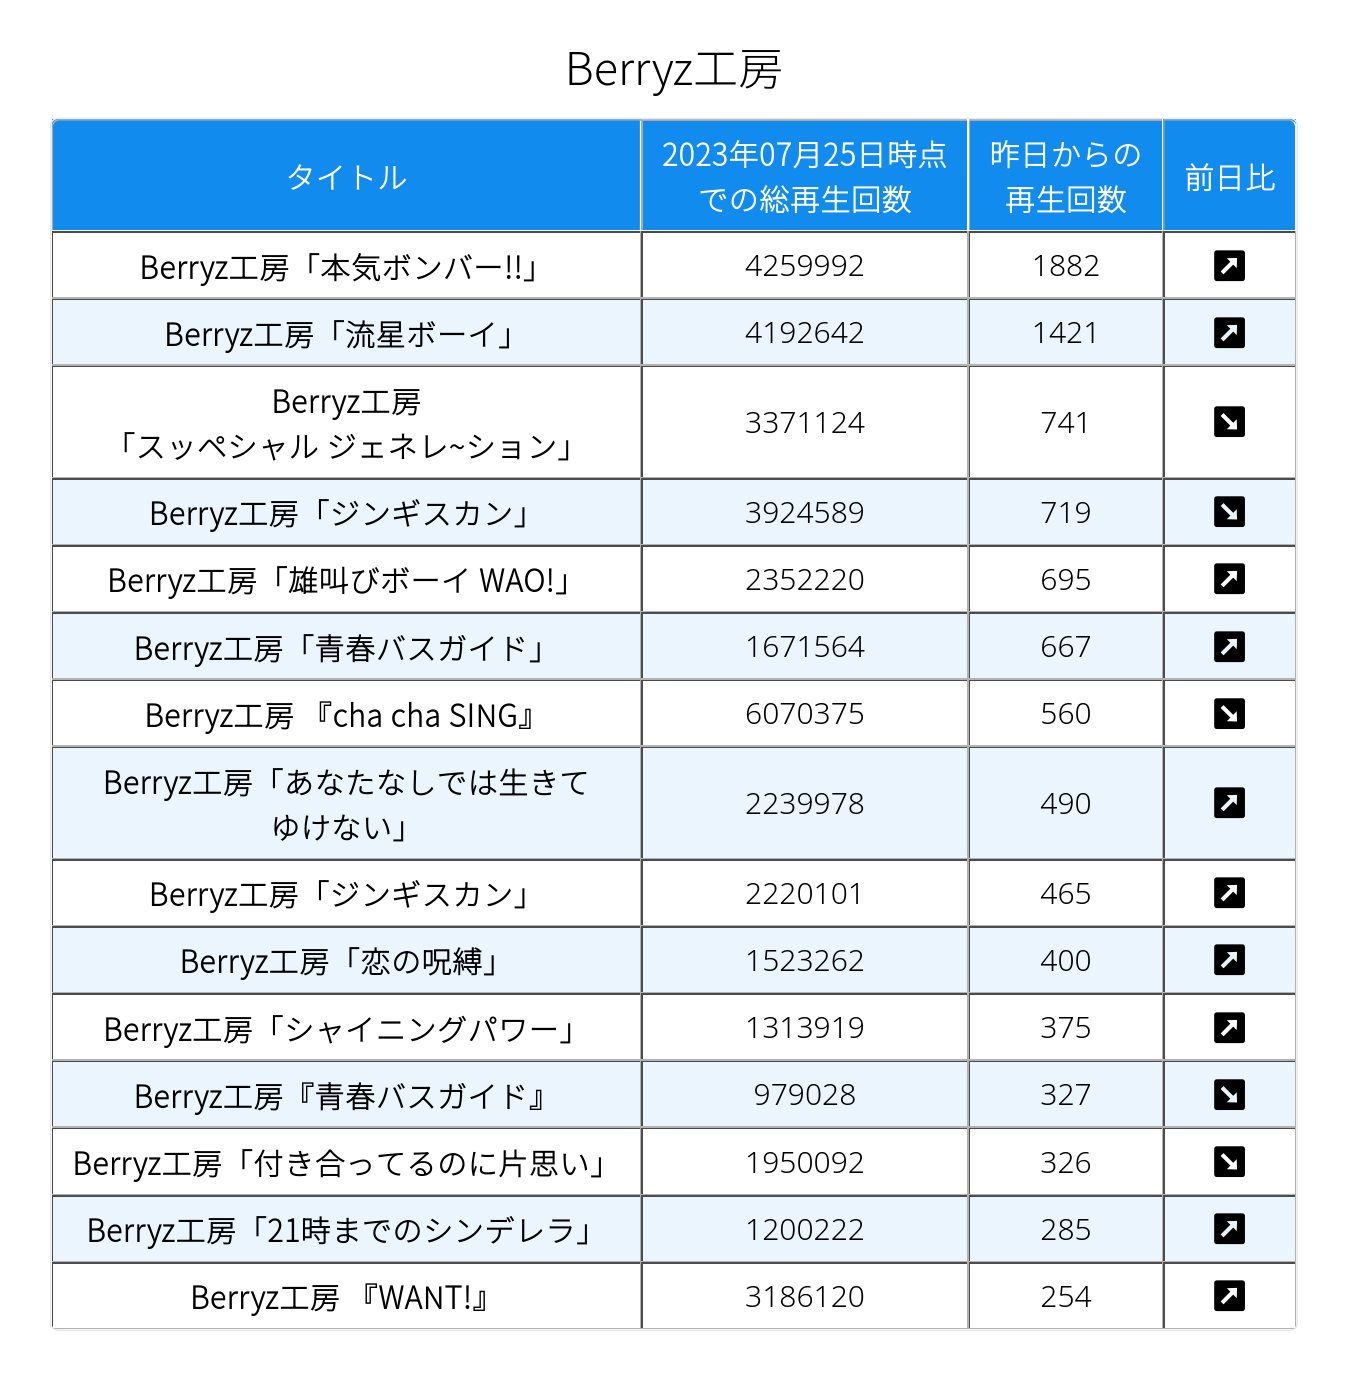 Berryz工房
タイトル
2023年07月25日時点
での総再生回数
昨日からの
再生回数
前日比
Berryz工房「本気ボンバー!!」 4259992 1882
Berryz工房「流星ボーイ」 4192642 1421
Berryz工房
「スッペシャル ジェネレ~ション」 3371124 741
Berryz工房「ジンギスカン」 3924589 719
Berryz工房「雄叫びボーイ WAO!」 2352220 695
Berryz工房「青春バスガイド」 1671564 667
Berryz工房 『cha cha SING』 6070375 560
Berryz工房「あなたなしでは生きて
ゆけない」 2239978 490
Berryz工房「ジンギスカン」 2220101 465
Berryz工房「恋の呪縛」 1523262 400
Berryz工房「シャイニングパワー」 1313919 375
Berryz工房『青春バスガイド』 979028 327
Berryz工房「付き合ってるのに片思い」 1950092 326
Berryz工房「21時までのシンデレラ」 1200222 285
Berryz工房 『WANT!』 3186120 254